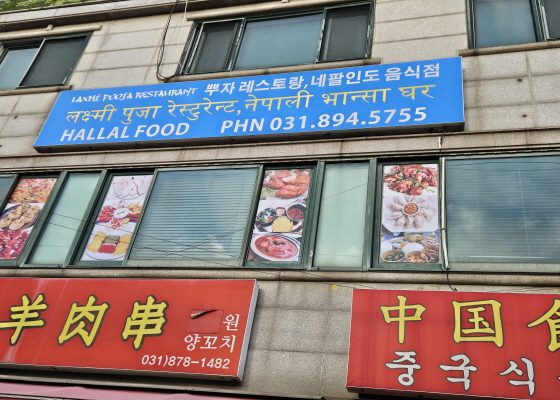 LAXMI POOJA RESTAURANT 뿌자 레스토랑,네팔인도 음식점
लक्ष्मी पुजा रेस्टुरेन्ट,नेपाली भान्सा घर
HALLAL FOOD PHN 031.894.5755
羊肉串 원
양꼬치
031)878-1482
中国食
중국식